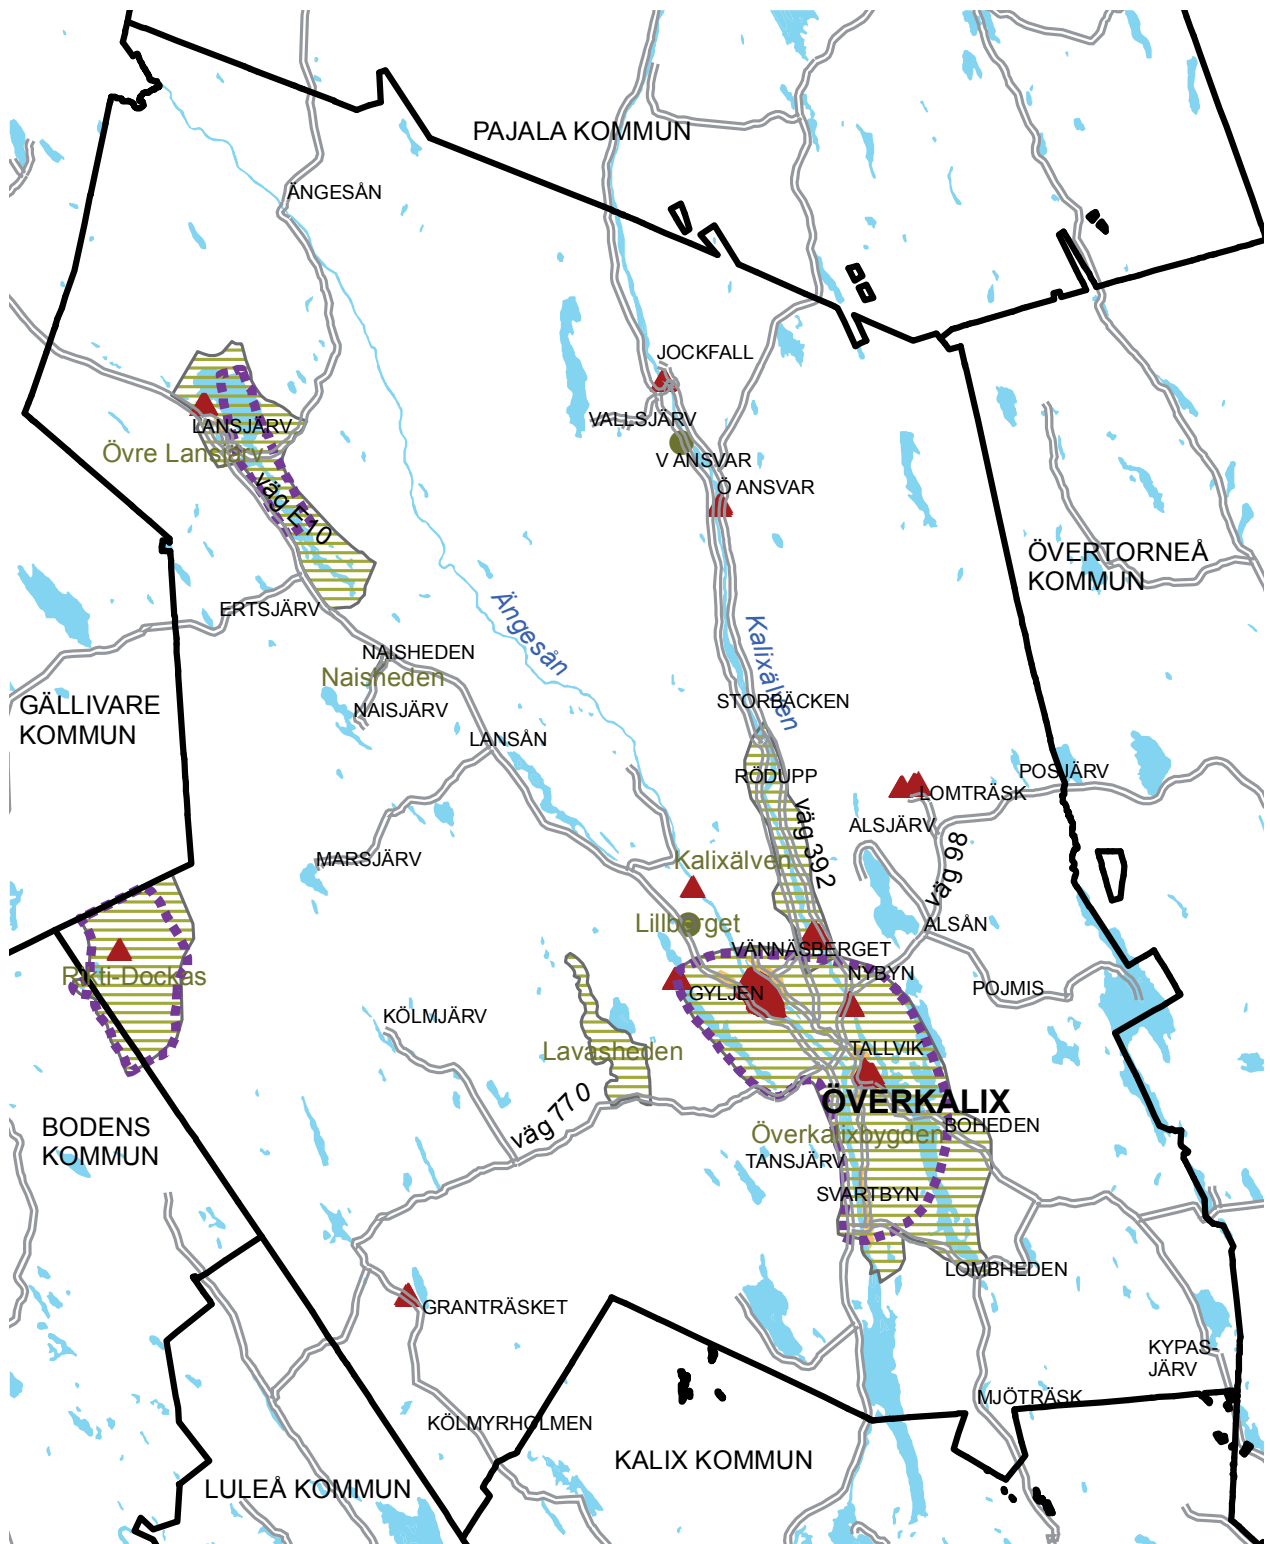 PAJALA KOMMUN
ÄNGESÅN
JOCKFALL
VALLSJÄRV
LANSJÄRV
Övre Lansjärv
V ANSVAR
Ö ANSVAR
väg E10
ÖVERTORNEÅ
KOMMUN
ERTSJÄRV
Ängesån
Kalixälven
NAISHEDEN
Naisheden
GÄLLIVARE
KOMMUN
NAISJÄRV
STORBÄCKEN
LANSÅN
RÖDUPP
POSJÄRV
LOMTRÄSK
väg 392
ALSJÄRV
väg 98
MARSJÄRV
Kalixälven
Lillberget
ALSÅN
VÄNNÄSBERGET
Rikti-Dockas
NYBYN
GYLJEN
POJMIS
KÖLMJÄRV
Lavasheden
TALLVIK
ÖVERKALIX
väg 770
BODENS
KOMMUN
BOHEDEN
Överkalixbygden
TANSJÄRV
SVARTBYN
LOMBHEDEN
GRANTRÄSKET
KYPAS-
JÄRV
MJÖTRÄSK
KÖLMYRHOLMEN
KALIX KOMMUN
LULEÅ KOMMUN